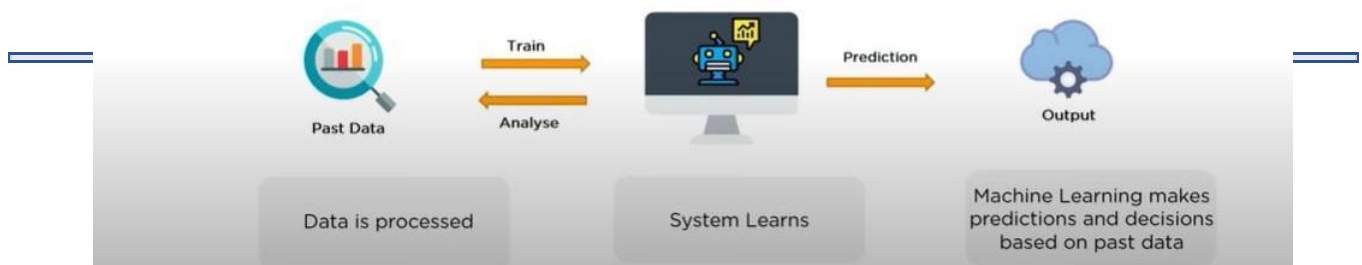 Train
Prediction
Past Data
Analyse
Output
Data is processed
System Learns
Machine Learning makes
predictions and decisions
based on past data